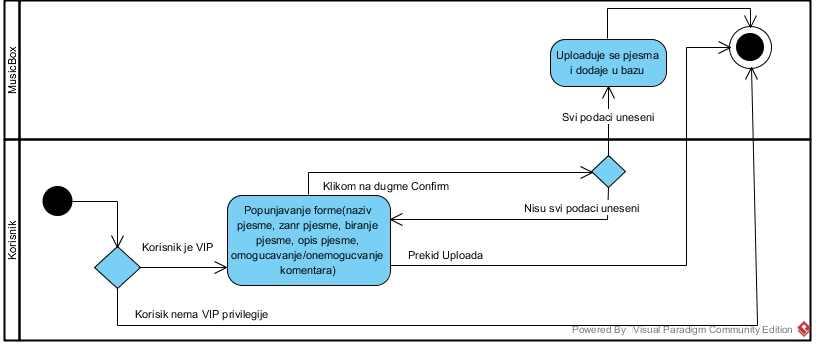 MusicBox
Uploaduje se pjesma
i dodaje u bazu
Svi podaci uneseni
Korisnik
Klikom na dugme Confirm
Popunjavanje forme(naziv
pjesme, zanr pjesme, biranje
pjesme, opis pjesme,
omogucavanje/onemogucvanje
komentara)
Nisu svi podaci uneseni
Korisnik je VIP
Prekid Uploada
Korisik nema VIP privilegije
Powered By Visual Paradigm Community Edition